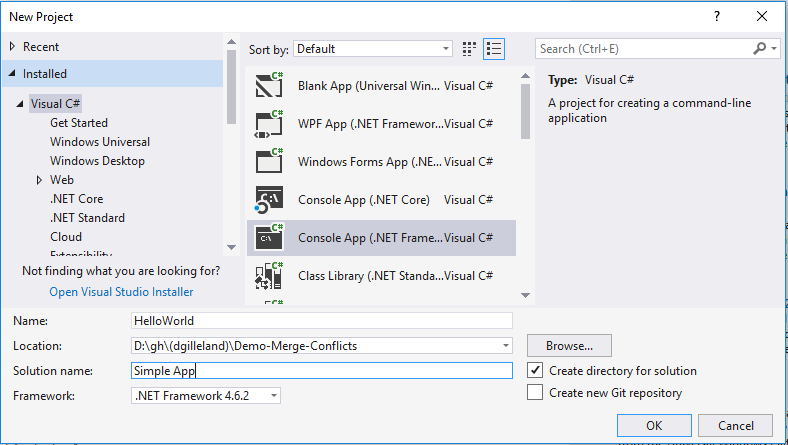 New Project
? 
Recent
Installed
Visual C#
Get Started
Windows Universal
Windows Desktop
Web
.NET Core
.NET Standard
Cloud
Extensibility
Not finding what you are looking for?
Open Visual Studio Installer
Sort by: Default
C# Blank App (Universal Win... Visual C#
C# WPF App (.NET Framewor... Visual C#
C# Windows Forms App (.NE... Visual C#
C# C:\ Console App (.NET Core) Visual C#
C# C:\ Console App (.NET Frame... Visual C#
C# Class Library (.NET Standa... Visual C#
C#
Search (Ctrl+E)
Type: Visual C#
A project for creating a command-line
application
Name: HelloWorld
Location: D:\gh\(dgilleland)\Demo-Merge-Conflicts
Browse...
Solution name: Simple App
Create directory for solution
Framework: .NET Framework 4.6.2
Create new Git repository
OK Cancel